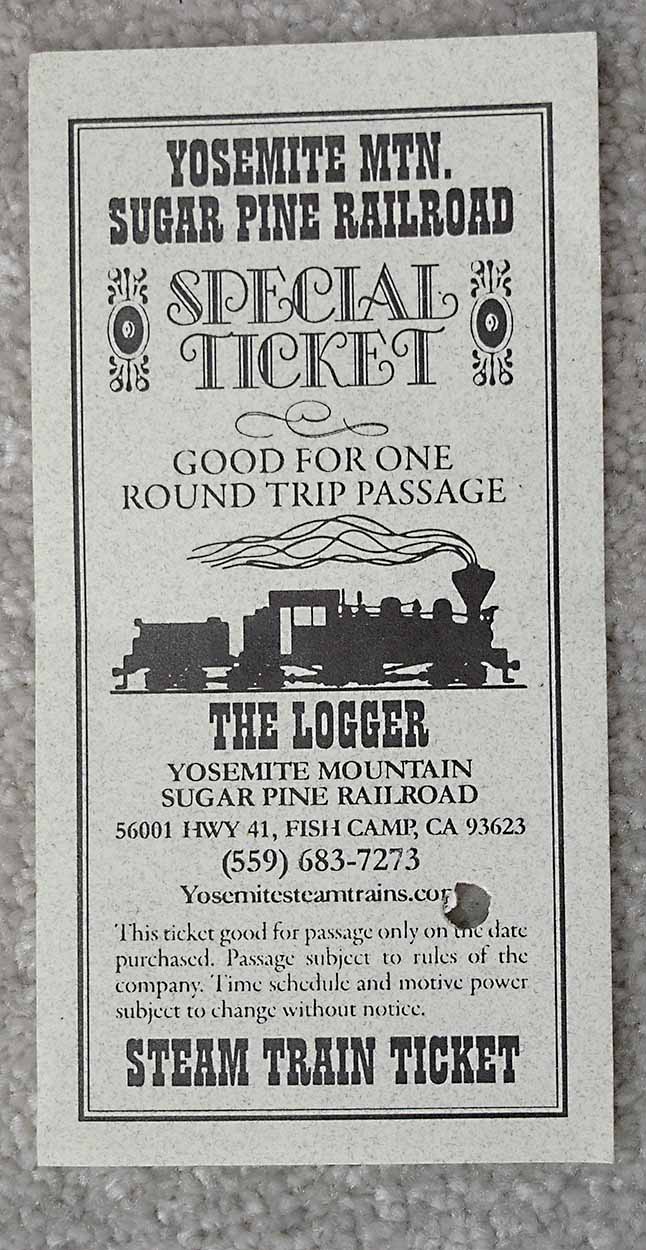 YOSEMITE MTN.
SUGAR PINE RAILROAD
SPECIAL
TICKET
GOOD FOR ONE
ROUND TRIP PASSAGE
THE LOGGER
YOSEMITE MOUNTAIN
SUGAR PINE RAILROAD
56001 HWY 41, FISH CAMP, CA 93623
(559) 683-7273
Yosemitesteamtrains.com
This ticket good for passage only on the date
purchased. Passage subject to rules of the
company. Time schedule and motive power
subject to change without notice.
STEAM TRAIN TICKET